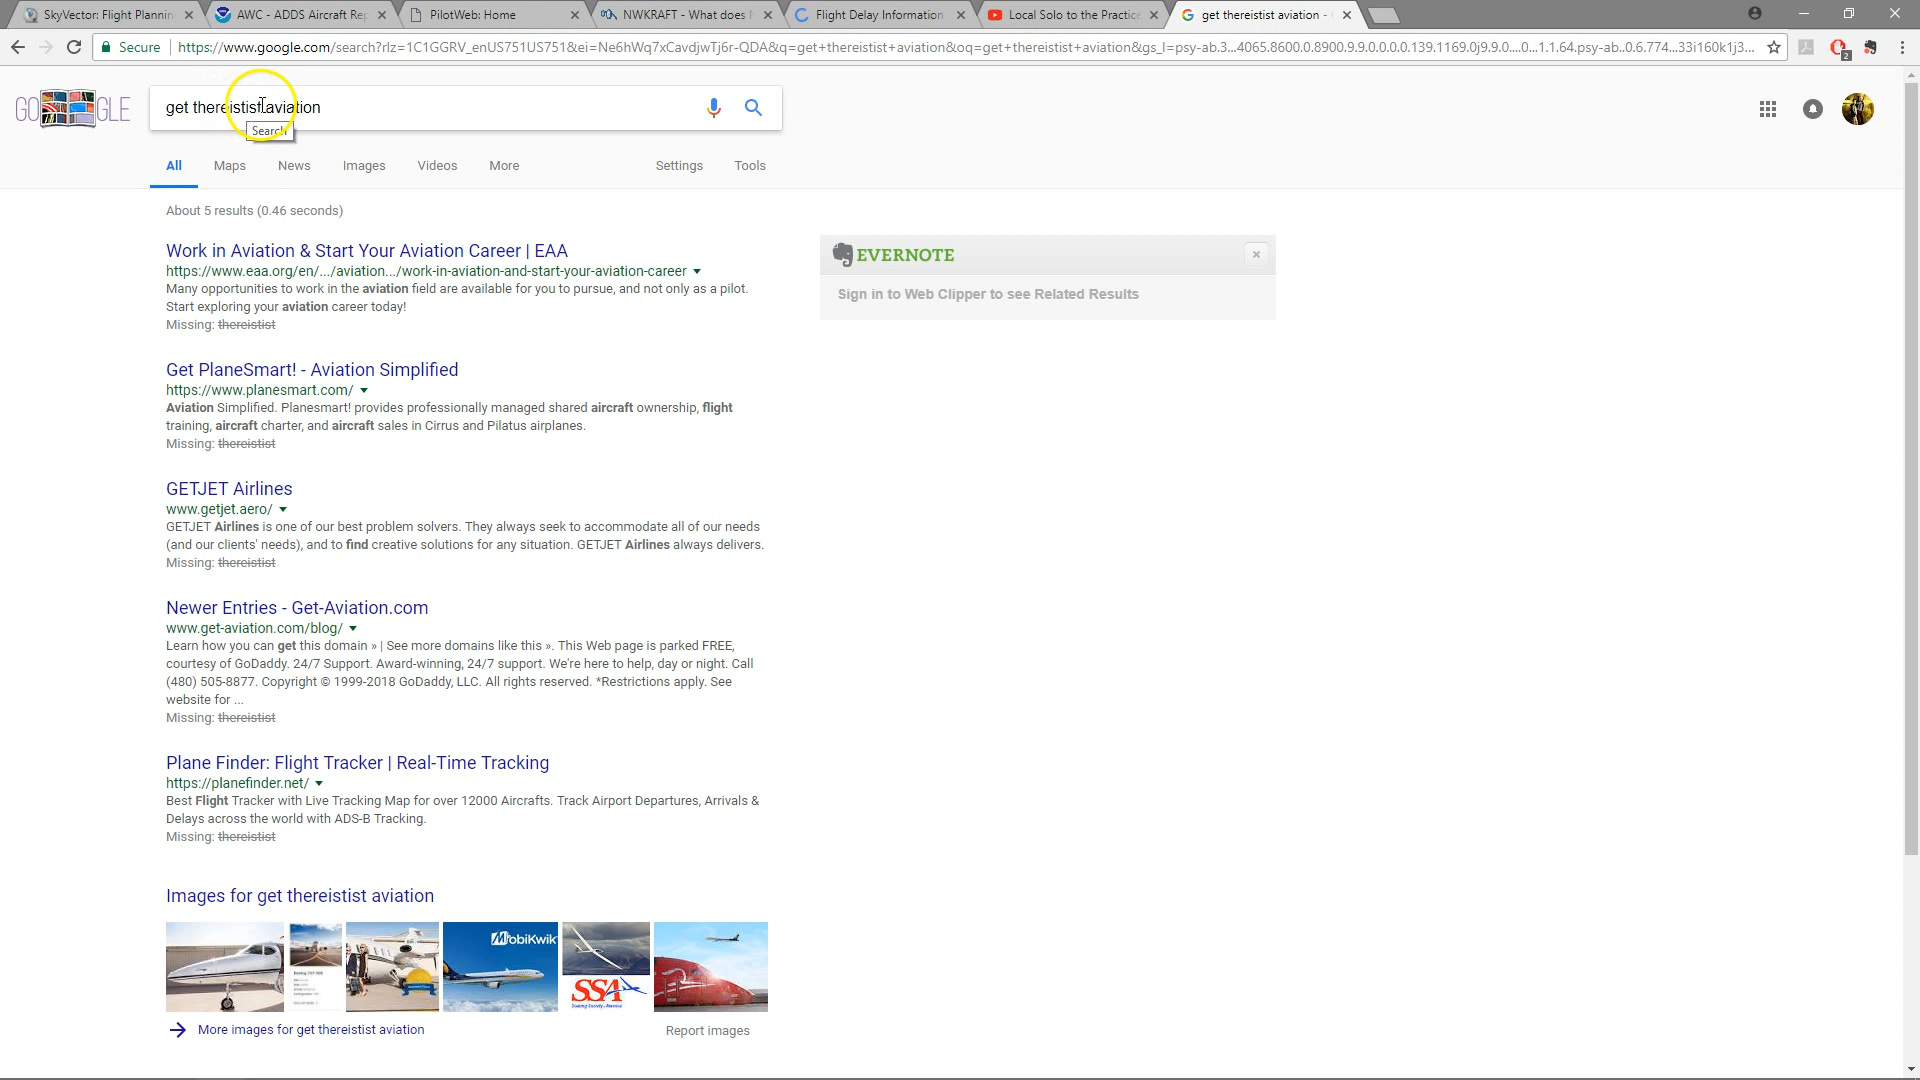 SkyVector: Flight Plannin
AWC - ADDS Aircraft Re
PilotWeb: Home
NWKRAFT - What does
Flight Delay Information
Local Solo to the Practice
get thereistist aviation -
Secure
https://www.google.com/search?rlz=1C1GGRV_enUS751US751&ei=Ne6hWq7xCavdjwTj6r-QDA&q=get+thereistist+aviation&oq=get+thereistist+aviation&gs_l=psy-ab.3...4065.8600.0.8900.9.9.0.0.0.0.139.1169.0j9.9.0....0...1.1.64.psy-ab..0.6.774...33i160k1j3...
2
GO GLE
get thereistist aviation
Search
All Maps News Images Videos More Settings Tools
About 5 results (0.46 seconds)
Work in Aviation & Start Your Aviation Career | EAA
https://www.eaa.org/en/.../aviation.../work-in-aviation-and-start-your-aviation-career
Many opportunities to work in the aviation field are available for you to pursue, and not only as a pilot.
Start exploring your aviation career today!
Missing: thereistist
EVERNOTE
Sign in to Web Clipper to see Related Results
Get PlaneSmart! - Aviation Simplified
https://www.planesmart.com/
Aviation Simplified. Planesmart! provides professionally managed shared aircraft ownership, flight
training, aircraft charter, and aircraft sales in Cirrus and Pilatus airplanes.
Missing: thereistist
GETJET Airlines
www.getjet.aero/
GETJET Airlines is one of our best problem solvers. They always seek to accommodate all of our needs
(and our clients' needs), and to find creative solutions for any situation. GETJET Airlines always delivers.
Missing: thereistist
Newer Entries - Get-Aviation.com
www.get-aviation.com/blog/
Learn how you can get this domain » | See more domains like this ». This Web page is parked FREE,
courtesy of GoDaddy. 24/7 Support. Award-winning, 24/7 support. We're here to help, day or night. Call
(480) 505-8877. Copyright © 1999-2018 GoDaddy, LLC. All rights reserved. *Restrictions apply. See
website for ...
Missing: thereistist
Plane Finder: Flight Tracker | Real-Time Tracking
https://planefinder.net/
Best Flight Tracker with Live Tracking Map for over 12000 Aircrafts. Track Airport Departures, Arrivals &
Delays across the world with ADS-B Tracking.
Missing: thereistist
Images for get thereistist aviation
MobiKwik
SSA
More images for get thereistist aviation
Report images